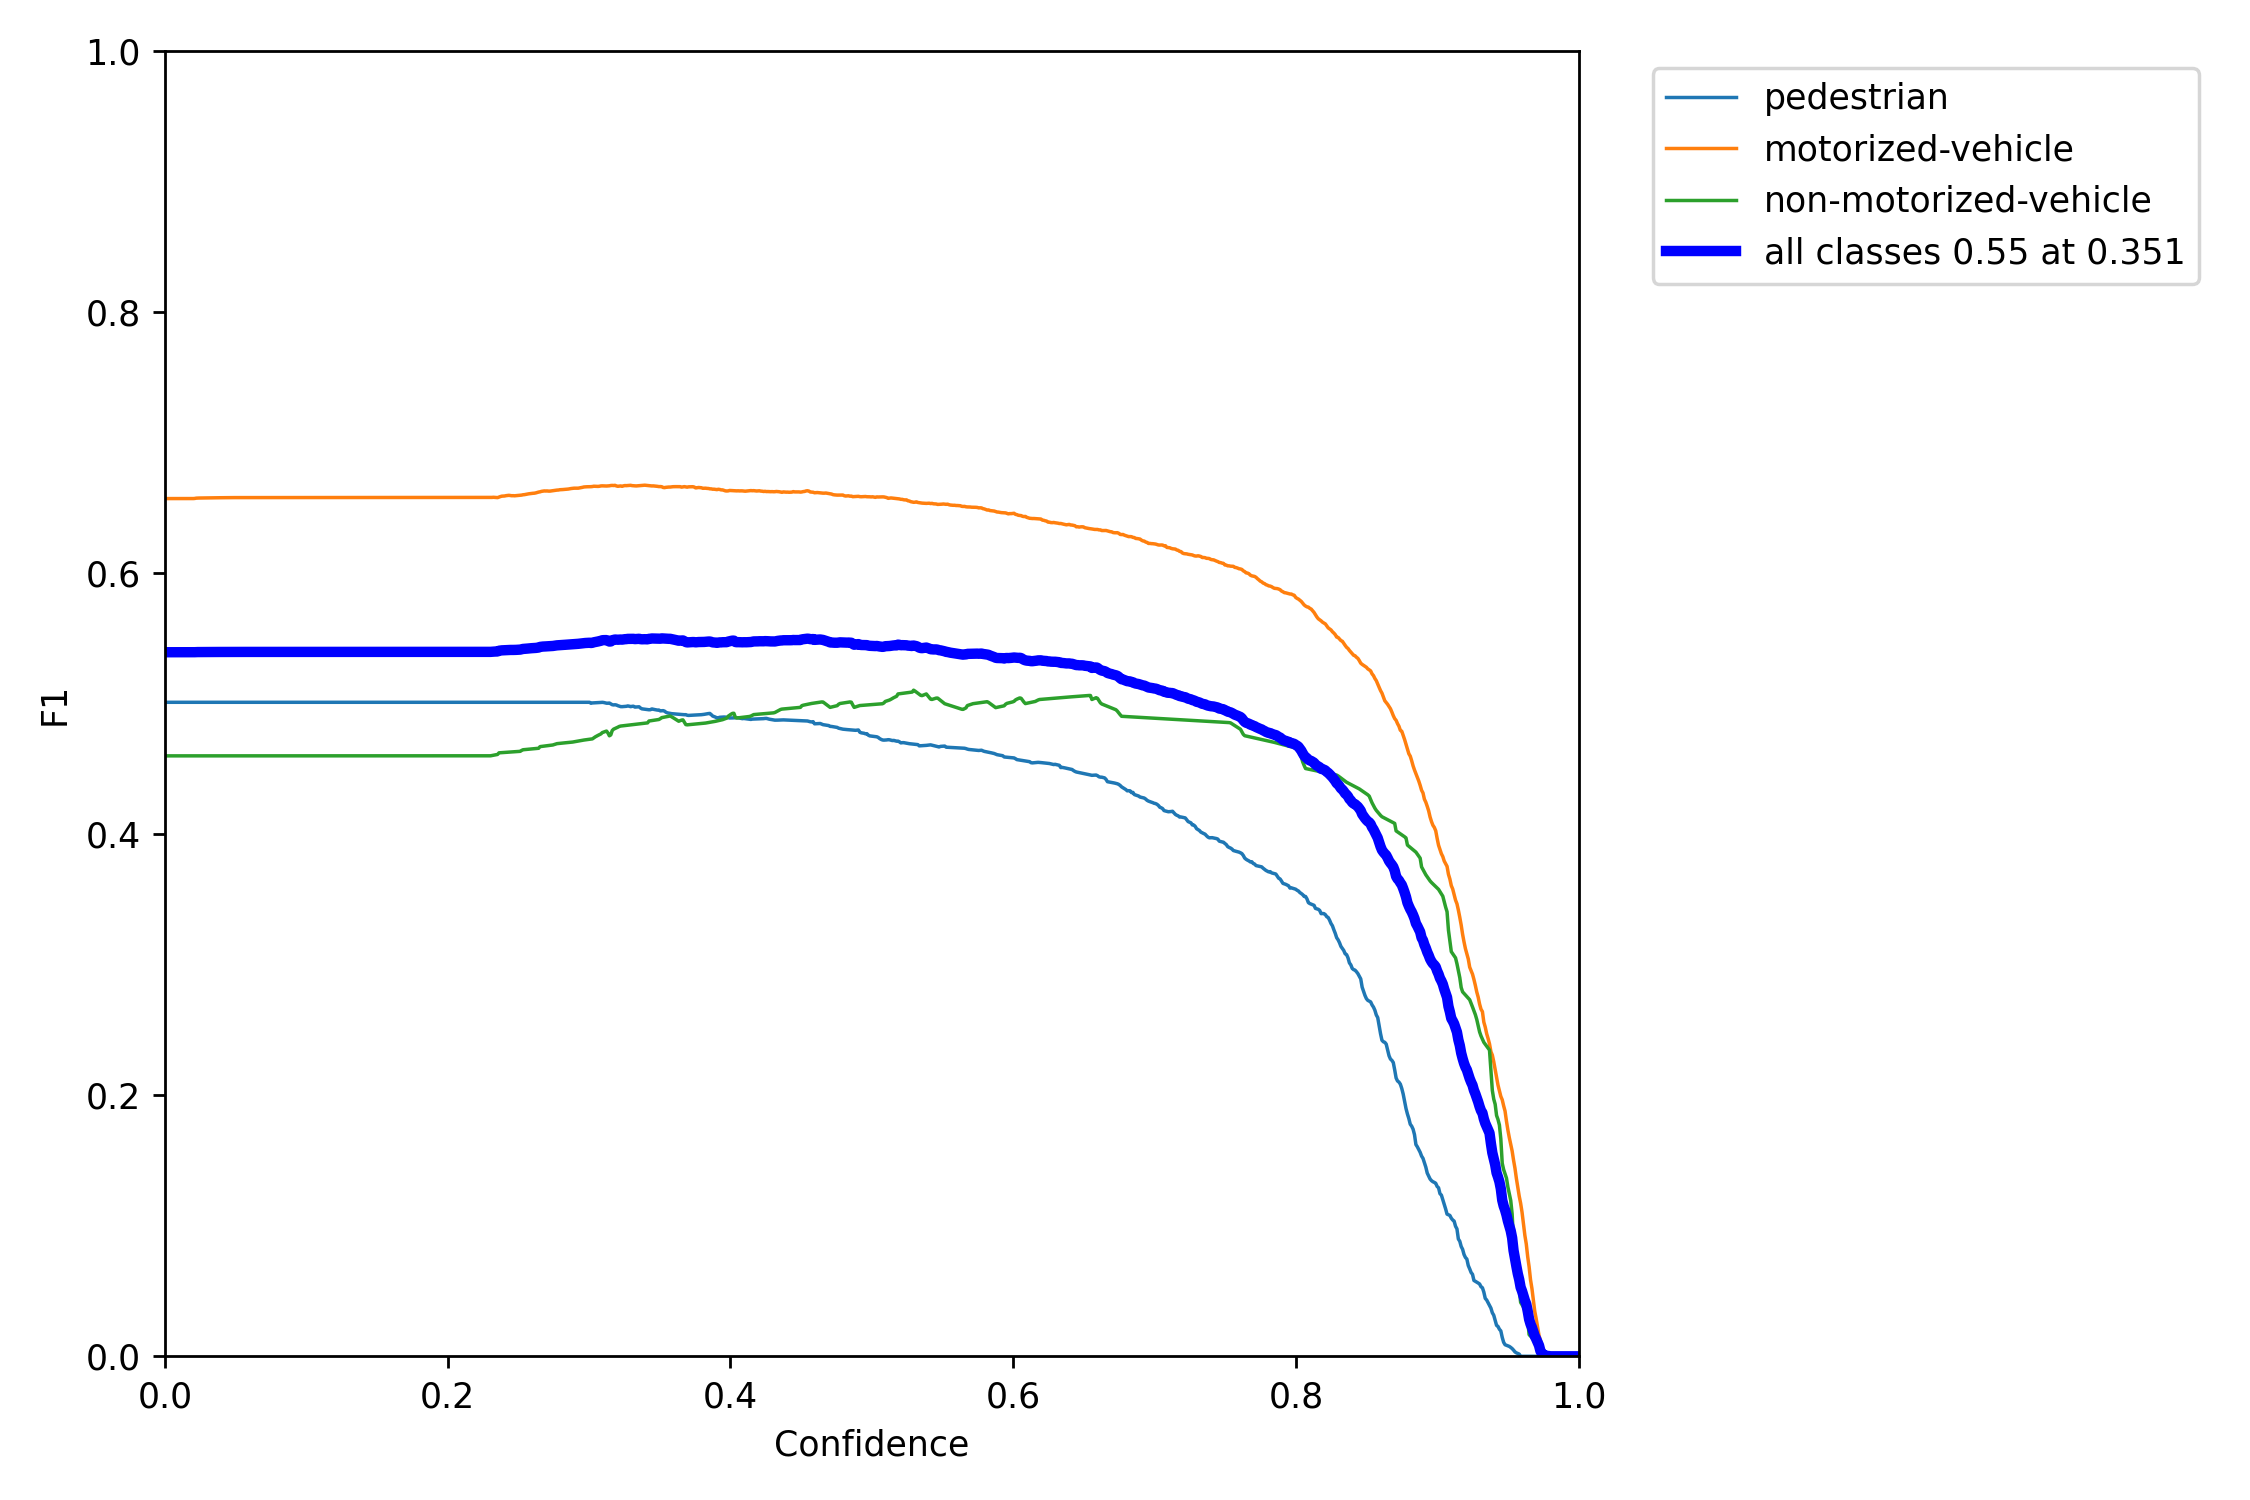 1.0
0.8
0.6
0.4
0.2
0.0
F1
0.0 0.2 0.4 0.6 0.8 1.0
Confidence
pedestrian
motorized-vehicle
non-motorized-vehicle
all classes 0.55 at 0.351